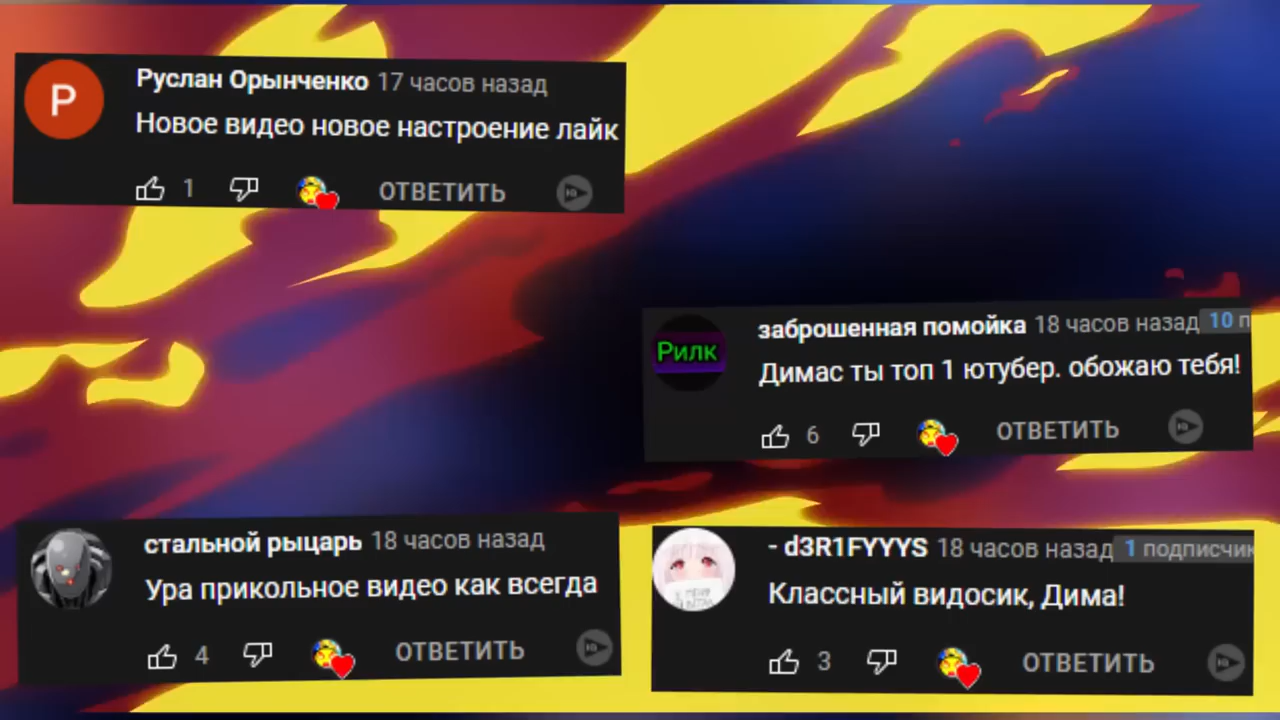 Р
Руслан Орынченко 17 часов назад
Новое видео новое настроение лайк
1 ОТВЕТИТЬ
Рилк
заброшенная помойка 18 часов назад 10 п
Димас ты топ 1 ютубер. обожаю тебя!
6 ОТВЕТИТЬ
стальной рыцарь 18 часов назад
Ура прикольное видео как всегда
4 ОТВЕТИТЬ
- d3R1FYYYS 18 часов назад 1 подписчик
Классный видосик, Дима!
3 ОТВЕТИТЬ